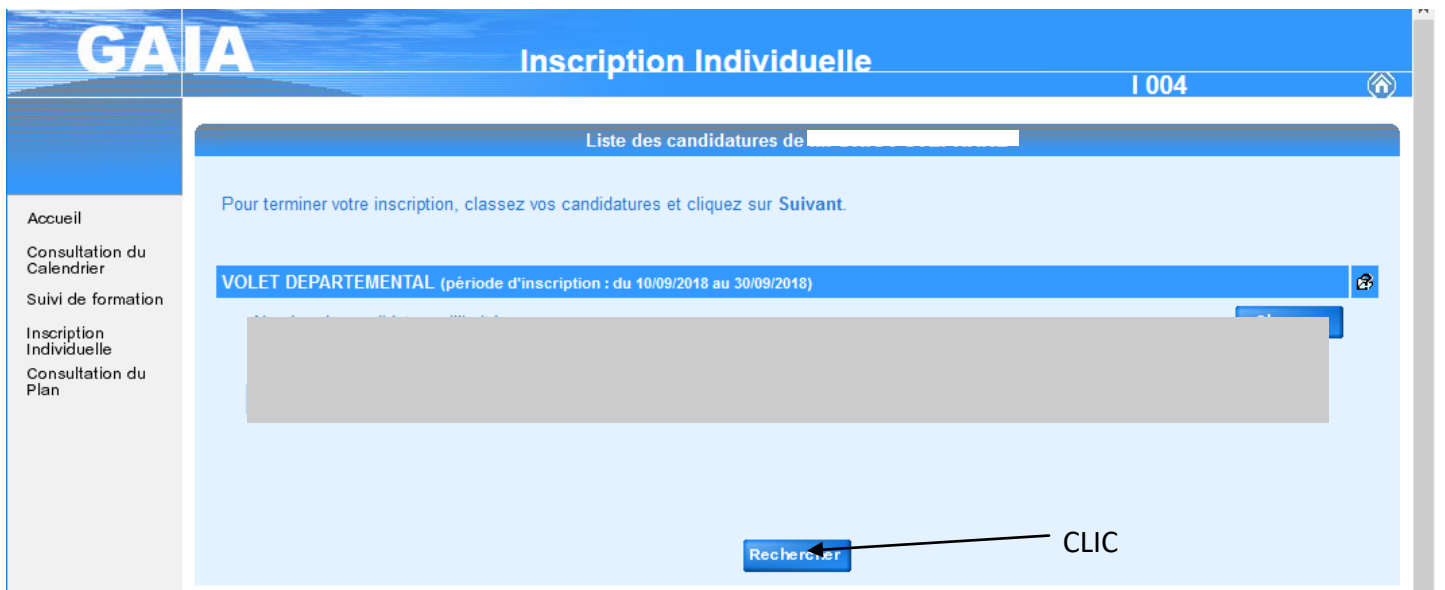 GAIA
Inscription Individuelle
I 004
Liste des candidatures de
Accueil
Consultation du
Calendrier
Suivi de formation
Inscription
Individuelle
Consultation du
Plan
Pour terminer votre inscription, classez vos candidatures et cliquez sur Suivant.
VOLET DEPARTEMENTAL (période d'inscription : du 10/09/2018 au 30/09/2018)
Rechercher
CLIC